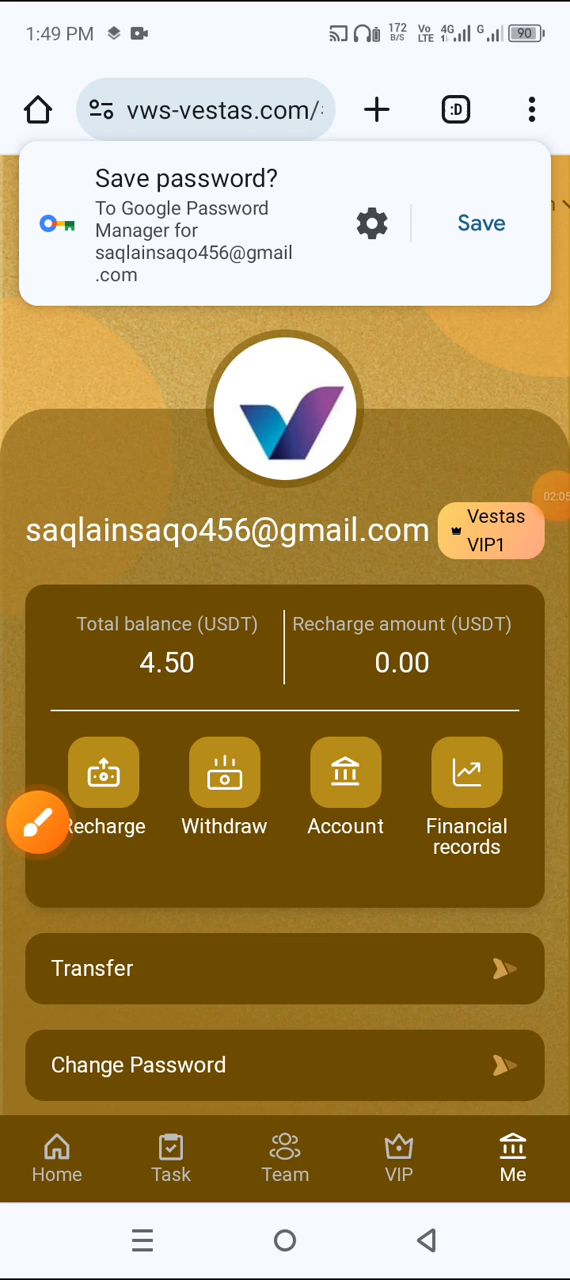 1:49 PM
172
B/S
Vo
LTE
4G
G
90
vws-vestas.com/
:D
Save password?
To Google Password
Manager for
saqlainsaqo456@gmail
.com
Save
02:05
saqlainsaqo456@gmail.com
Vestas
VIP1
Total balance (USDT)
Recharge amount (USDT)
4.50
0.00
Recharge
Withdraw
Account
Financial
records
Transfer
Change Password
Home
Task
Team
VIP
Me